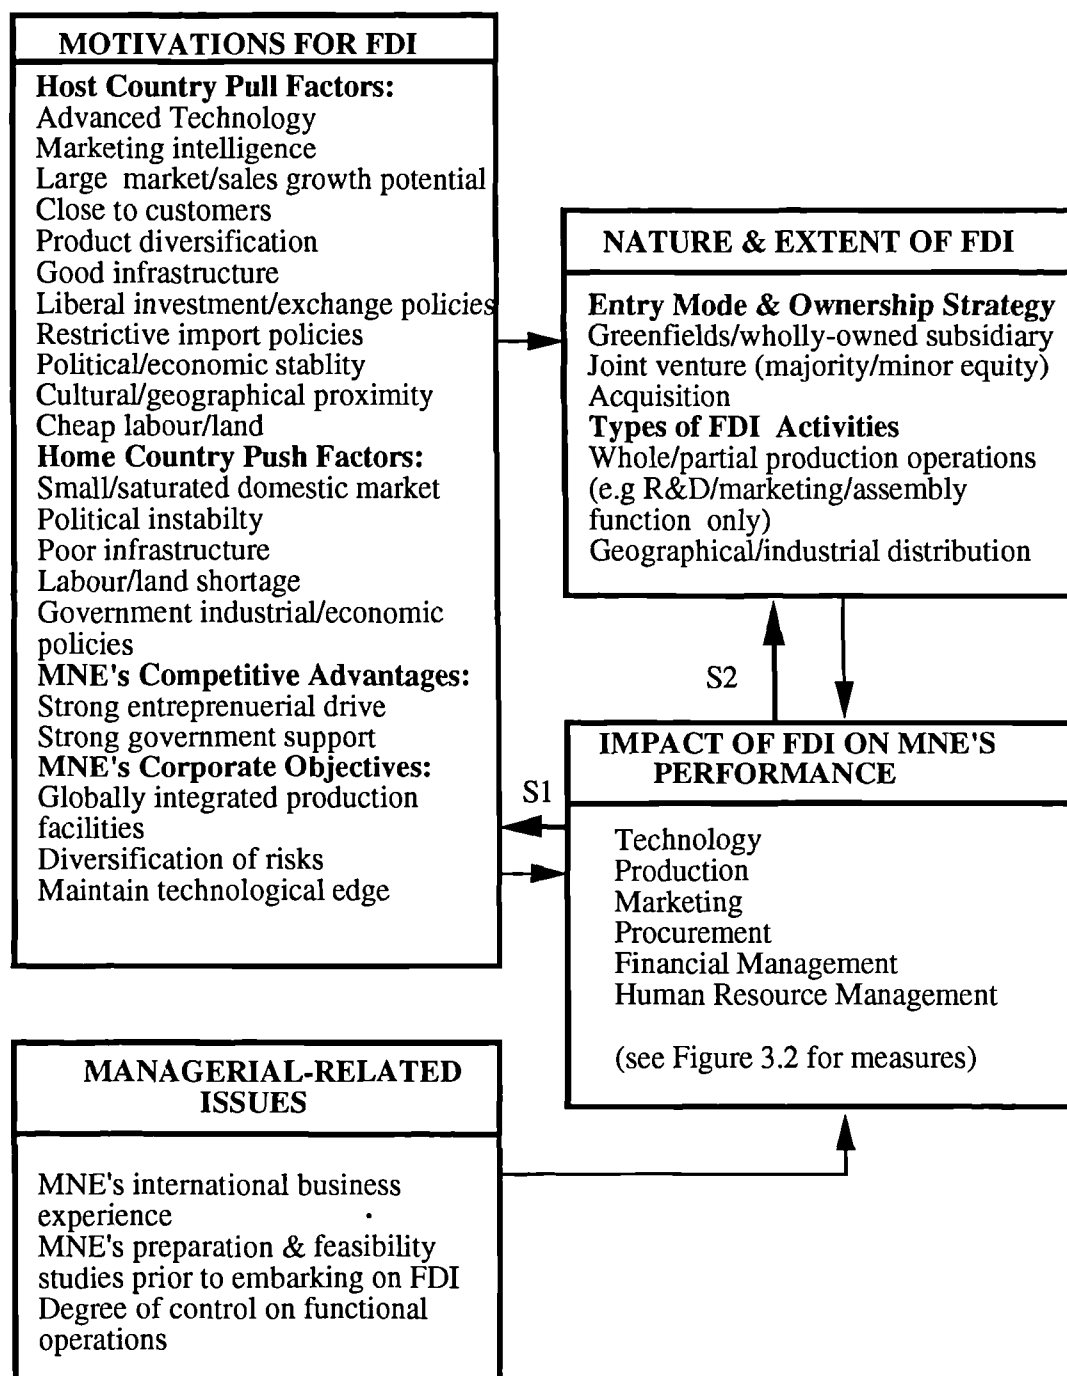 MOTIVATIONS FOR FDI
Host Country Pull Factors:
Advanced Technology
Marketing intelligence
Large market/sales growth potential
Close to customers
Product diversification
Good infrastructure
Liberal investment/exchange policies
Restrictive import policies
Political/economic stablity
Cultural/geographical proximity
Cheap labour/land
Home Country Push Factors:
Small/saturated domestic market
Political instabilty
Poor infrastructure
Labour/land shortage
Government industrial/economic
policies
MNE's Competitive Advantages:
Strong entreprenuerial drive
Strong government support
MNE's Corporate Objectives:
Globally integrated production
facilities
Diversification of risks
Maintain technological edge
NATURE & EXTENT OF FDI
Entry Mode & Ownership Strategy
Greenfields/wholly-owned subsidiary
Joint venture (majority/minor equity)
Acquisition
Types of FDI Activities
Whole/partial production operations
(e.g R&D/marketing/assembly
function only)
Geographical/industrial distribution
S2
S1
IMPACT OF FDI ON MNE'S
PERFORMANCE
Technology
Production
Marketing
Procurement
Financial Management
Human Resource Management
(see Figure 3.2 for measures)
MANAGERIAL-RELATED
ISSUES
MNE's international business
experience
MNE's preparation & feasibility
studies prior to embarking on FDI
Degree of control on functional
operations